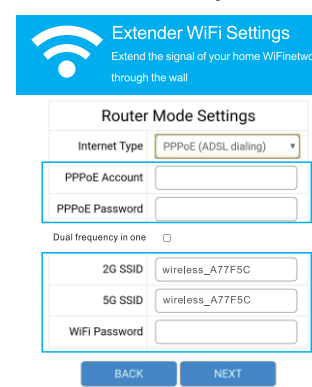 Extender WiFi Settings
Extend the signal of your home WiFinetwo
through the wall
Router Mode Settings
Internet Type PPPoE (ADSL dialing)
PPPoE Account
PPPoE Password
Dual frequency in one
2G SSID wireless_A77F5C
5G SSID wireless_A77F5C
WiFi Password
BACK NEXT